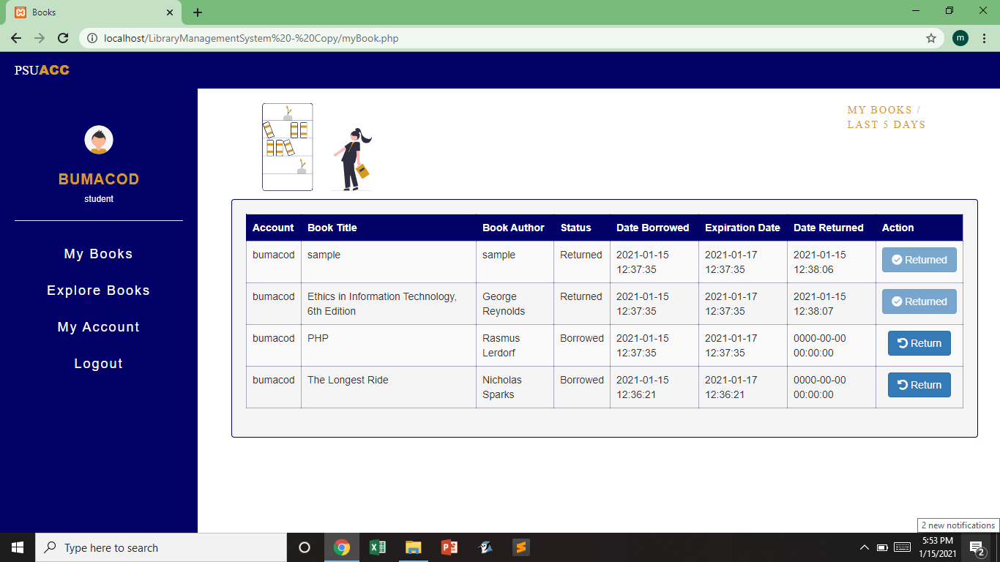 Books
localhost/LibraryManagementSystem%20-%20Copy/myBook.php
m
PSUACC
BUMACOD
student
My Books
Explore Books
My Account
Logout
MY BOOKS /
LAST 5 DAYS
Account Book Title Book Author Status Date Borrowed Expiration Date Date Returned Action
bumacod sample sample Returned 2021-01-15 2021-01-17 2021-01-15 Returned
12:37:35 12:37:35 12:38:06
bumacod Ethics in Information Technology, George Returned 2021-01-15 2021-01-17 2021-01-15 Returned
6th Edition Reynolds 12:37:35 12:37:35 12:38:07
bumacod PHP Rasmus Borrowed 2021-01-15 2021-01-17 0000-00-00 Return
Lerdorf 12:37:35 12:37:35 00:00:00
bumacod The Longest Ride Nicholas Borrowed 2021-01-15 2021-01-17 0000-00-00 Return
Sparks 12:36:21 12:36:21 00:00:00
2 new notifications
Type here to search
5:53 PM
1/15/2021
2